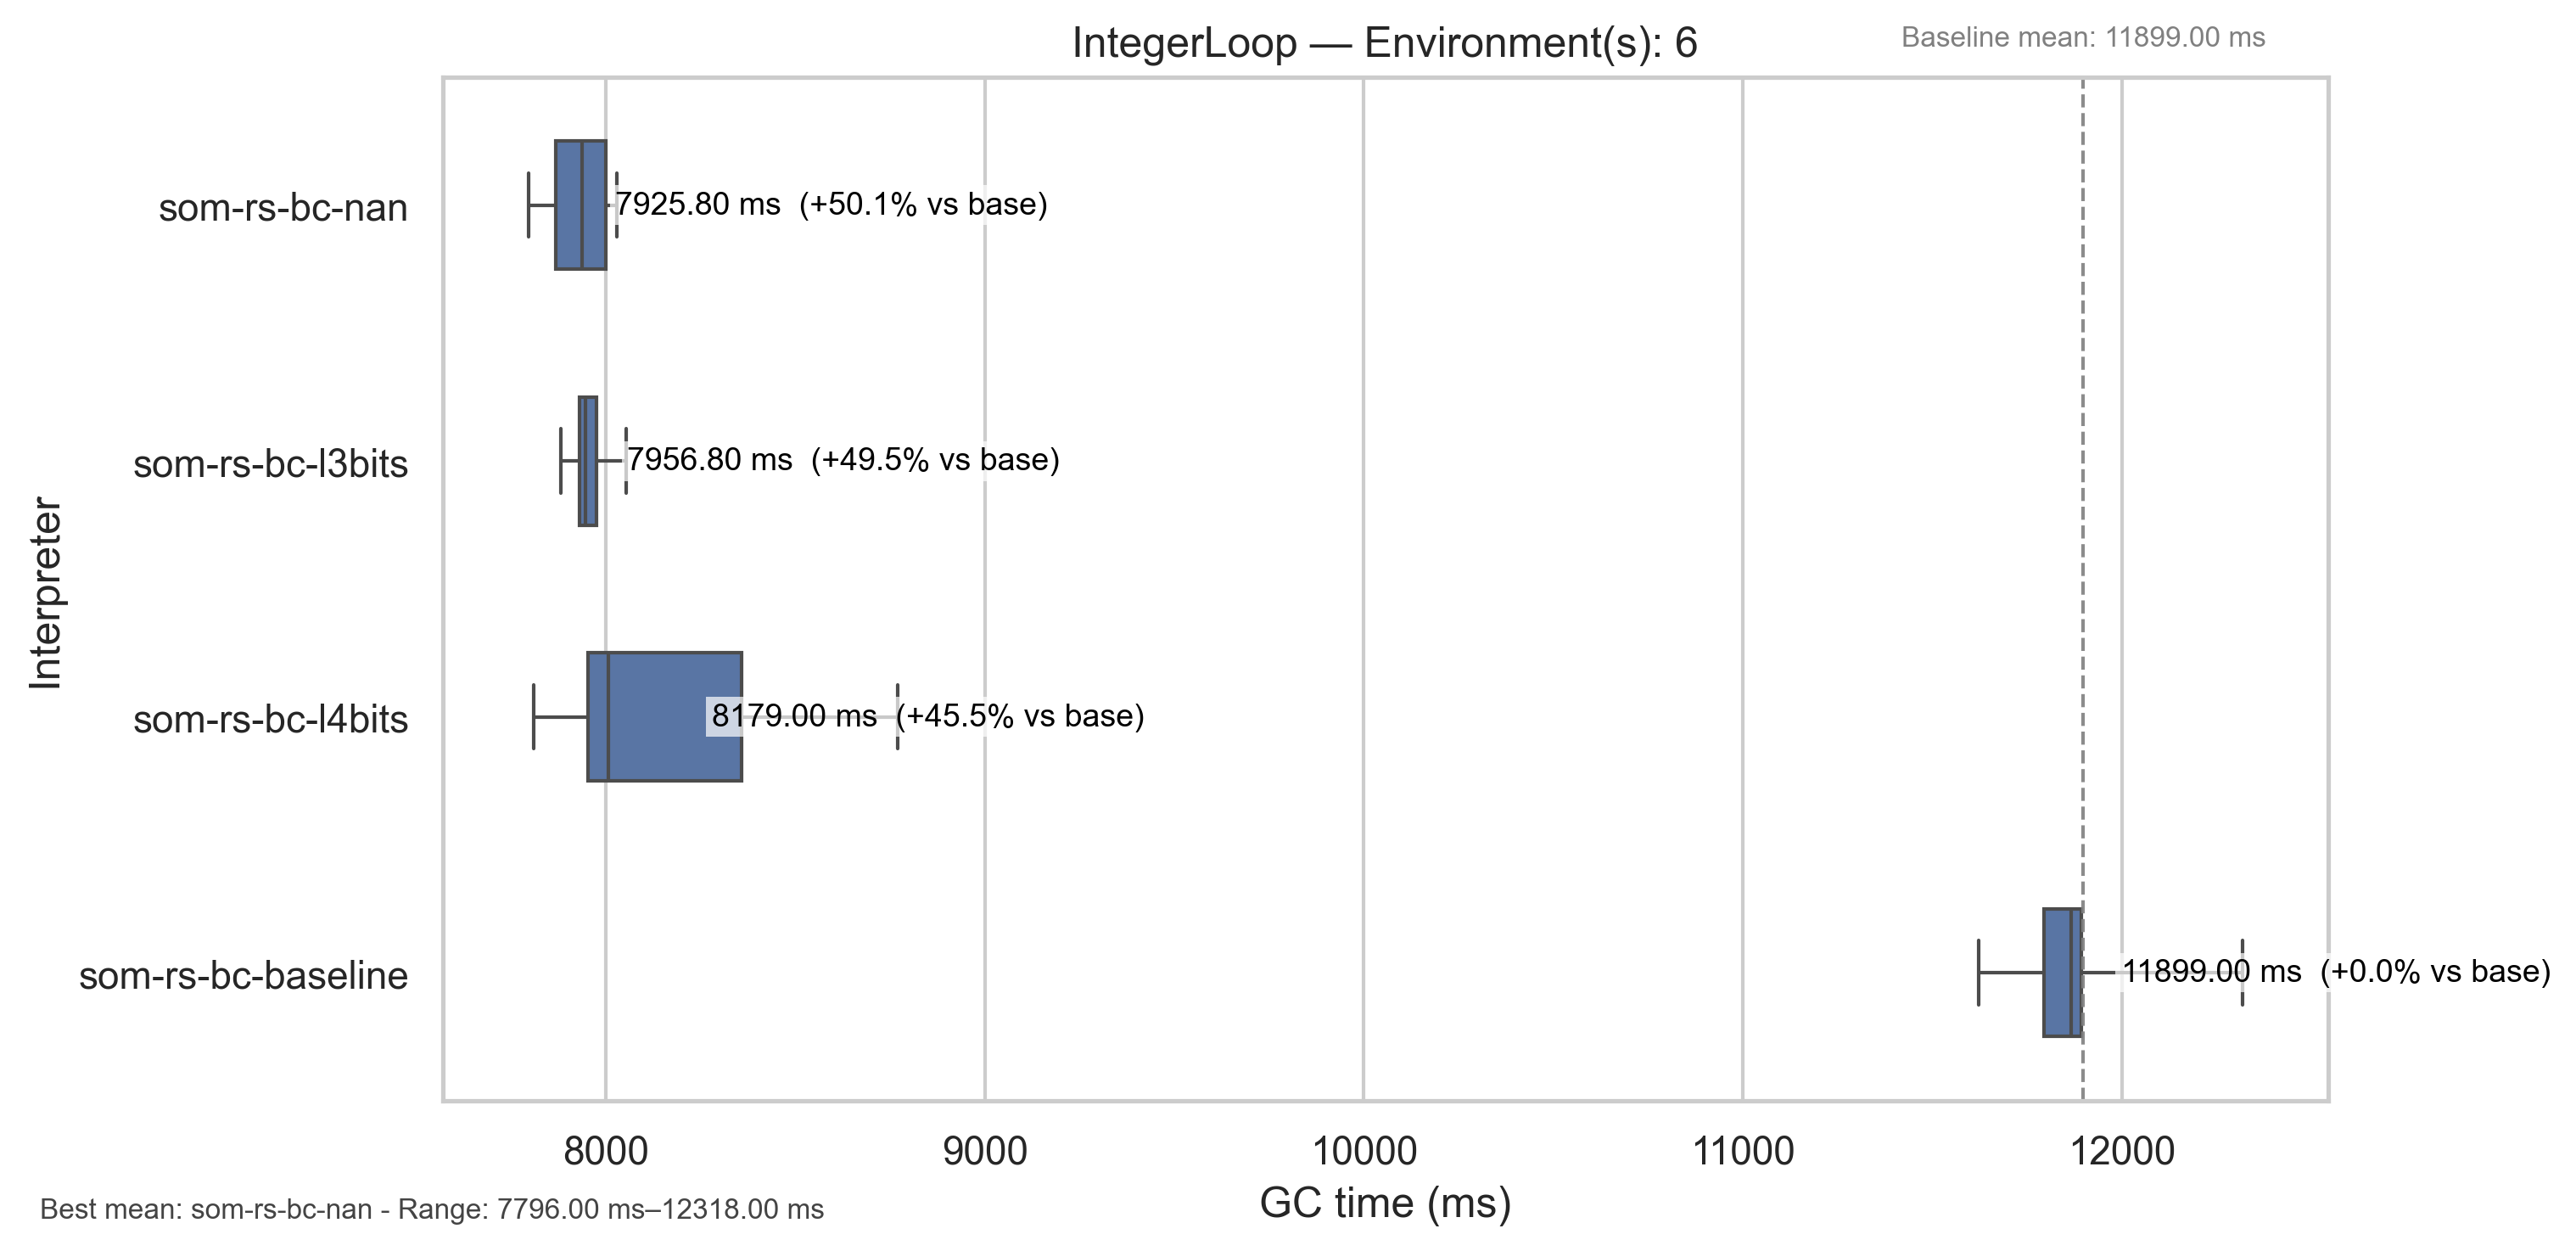 IntegerLoop — Environment(s): 6
Baseline mean: 11899.00 ms
som-rs-bc-nan
7925.80 ms  (+50.1% vs base)
som-rs-bc-l3bits
7956.80 ms  (+49.5% vs base)
som-rs-bc-l4bits
8179.00 ms  (+45.5% vs base)
som-rs-bc-baseline
11899.00 ms  (+0.0% vs base)
Interpreter
8000
9000
10000
11000
12000
GC time (ms)
Best mean: som-rs-bc-nan - Range: 7796.00 ms–12318.00 ms